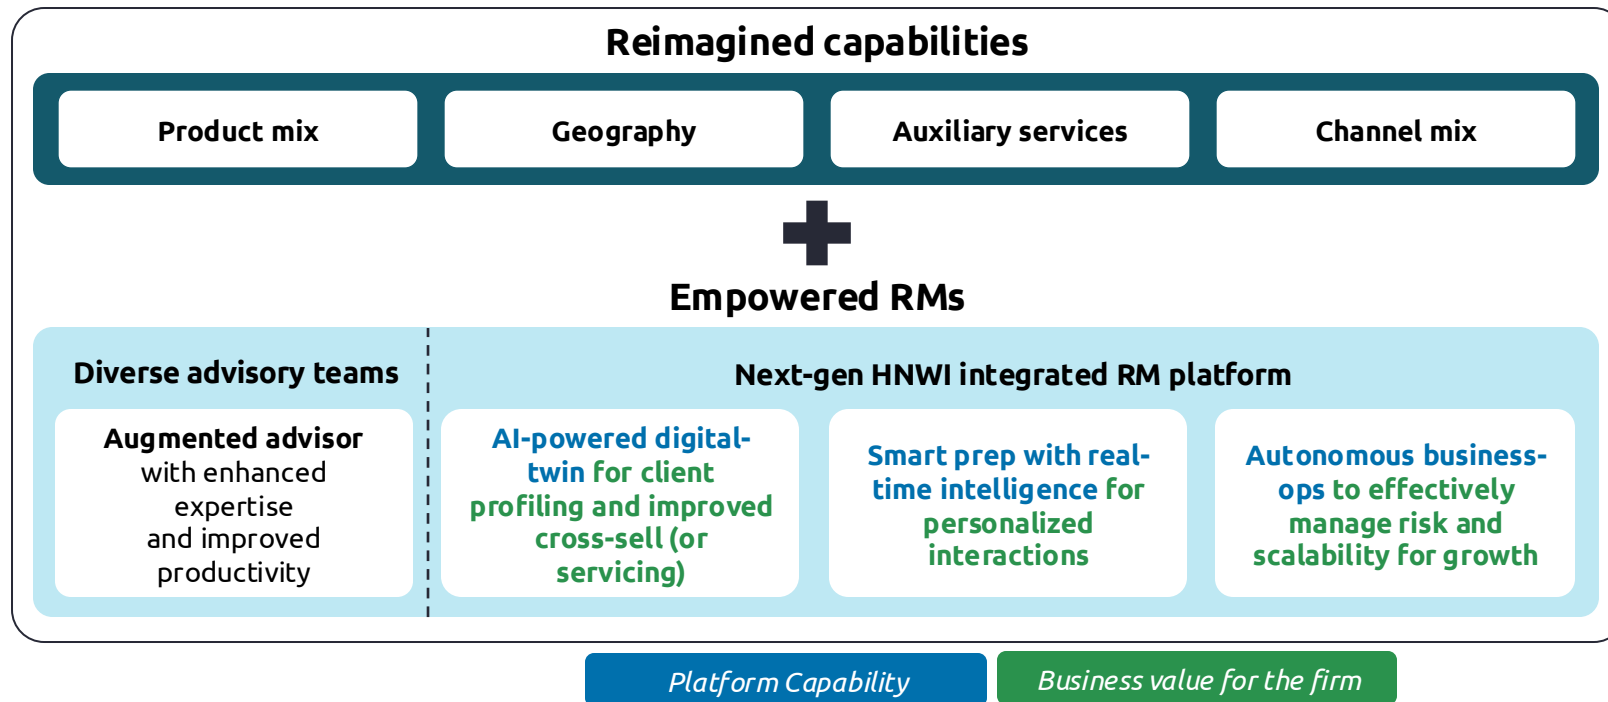 Reimagined capabilities
Product mix
Geography
Auxiliary services
Channel mix
Empowered RMs
Diverse advisory teams
Next-gen HNWI integrated RM platform
Augmented advisor
with enhanced
expertise
and improved
productivity
AI-powered digital-
twin for client
profiling and improved
cross-sell (or
servicing)
Smart prep with real-
time intelligence for
personalized
interactions
Autonomous business-
ops to effectively
manage risk and
scalability for growth
Platform Capability
Business value for the firm